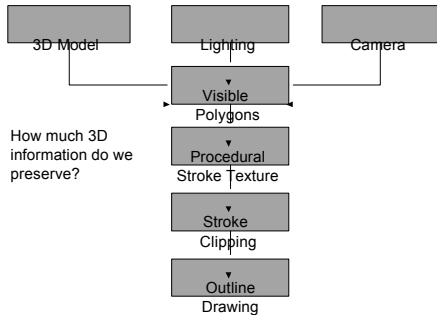 3D Model
Lighting
Camera
Visible
Polygons
How much 3D
information do we
preserve?
Procedural
Stroke Texture
Stroke
Clipping
Outline
Drawing